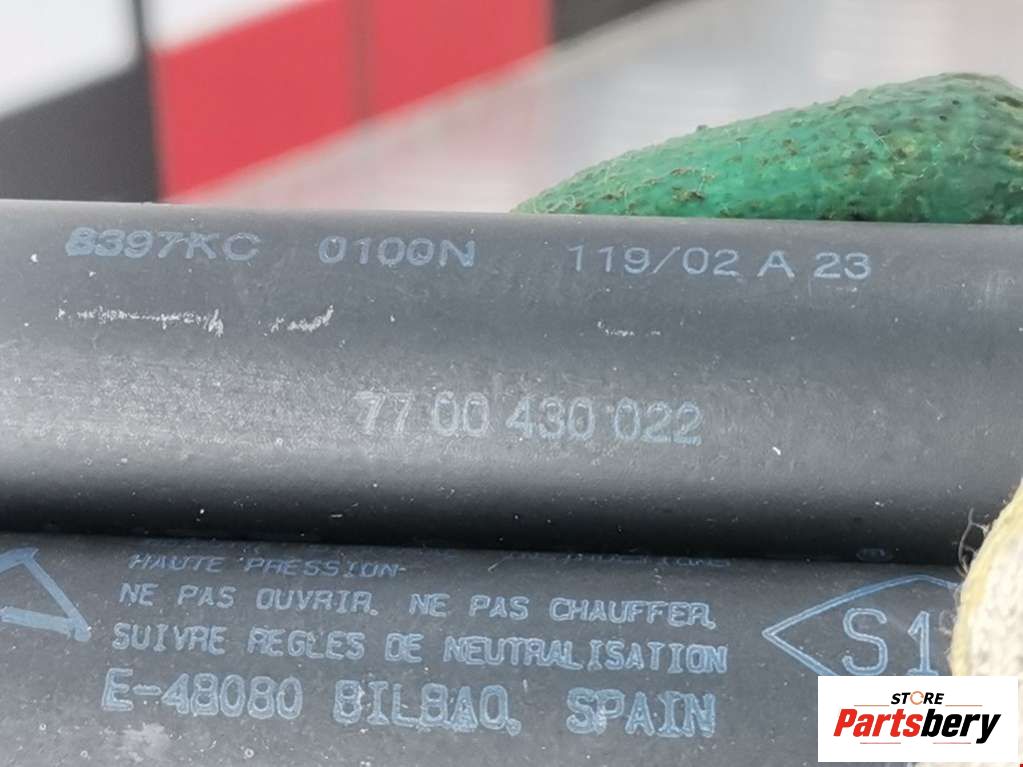 8397KC 0100N 119/02 A 23
77 00 430 022
HAUTE PRESSION-
NE PAS OUVRIR. NE PAS CHAUFFER.
SUIVRE REGLES DE NEUTRALISATION
E-48080 BILBAO. SPAIN
S1
STORE
Partsbery